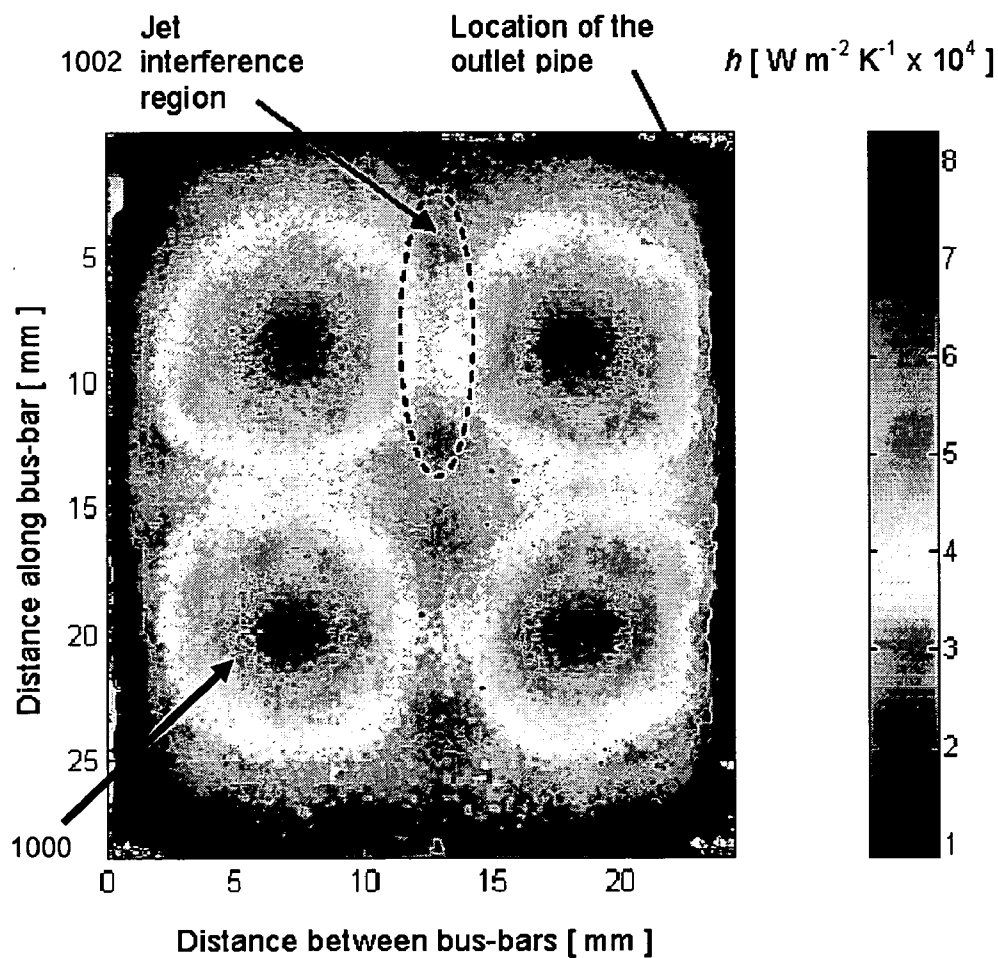 Jet
1002 interference
region
Location of the
outlet pipe
h [ W m-2 K-1 x 104 ]
8
7
6
5
4
3
2
1
5
10
15
20
25
Distance along bus-bar [ mm ]
1000
0 5 10 15 20
Distance between bus-bars [ mm ]